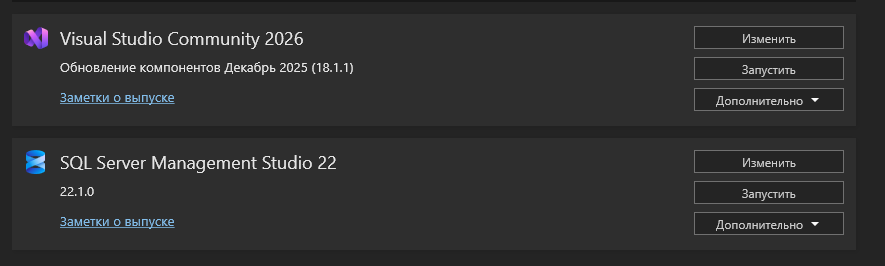 Visual Studio Community 2026
Изменить
Обновление компонентов Декабрь 2025 (18.1.1)
Запустить
Заметки о выпуске
Дополнительно
SQL Server Management Studio 22
Изменить
22.1.0
Запустить
Заметки о выпуске
Дополнительно